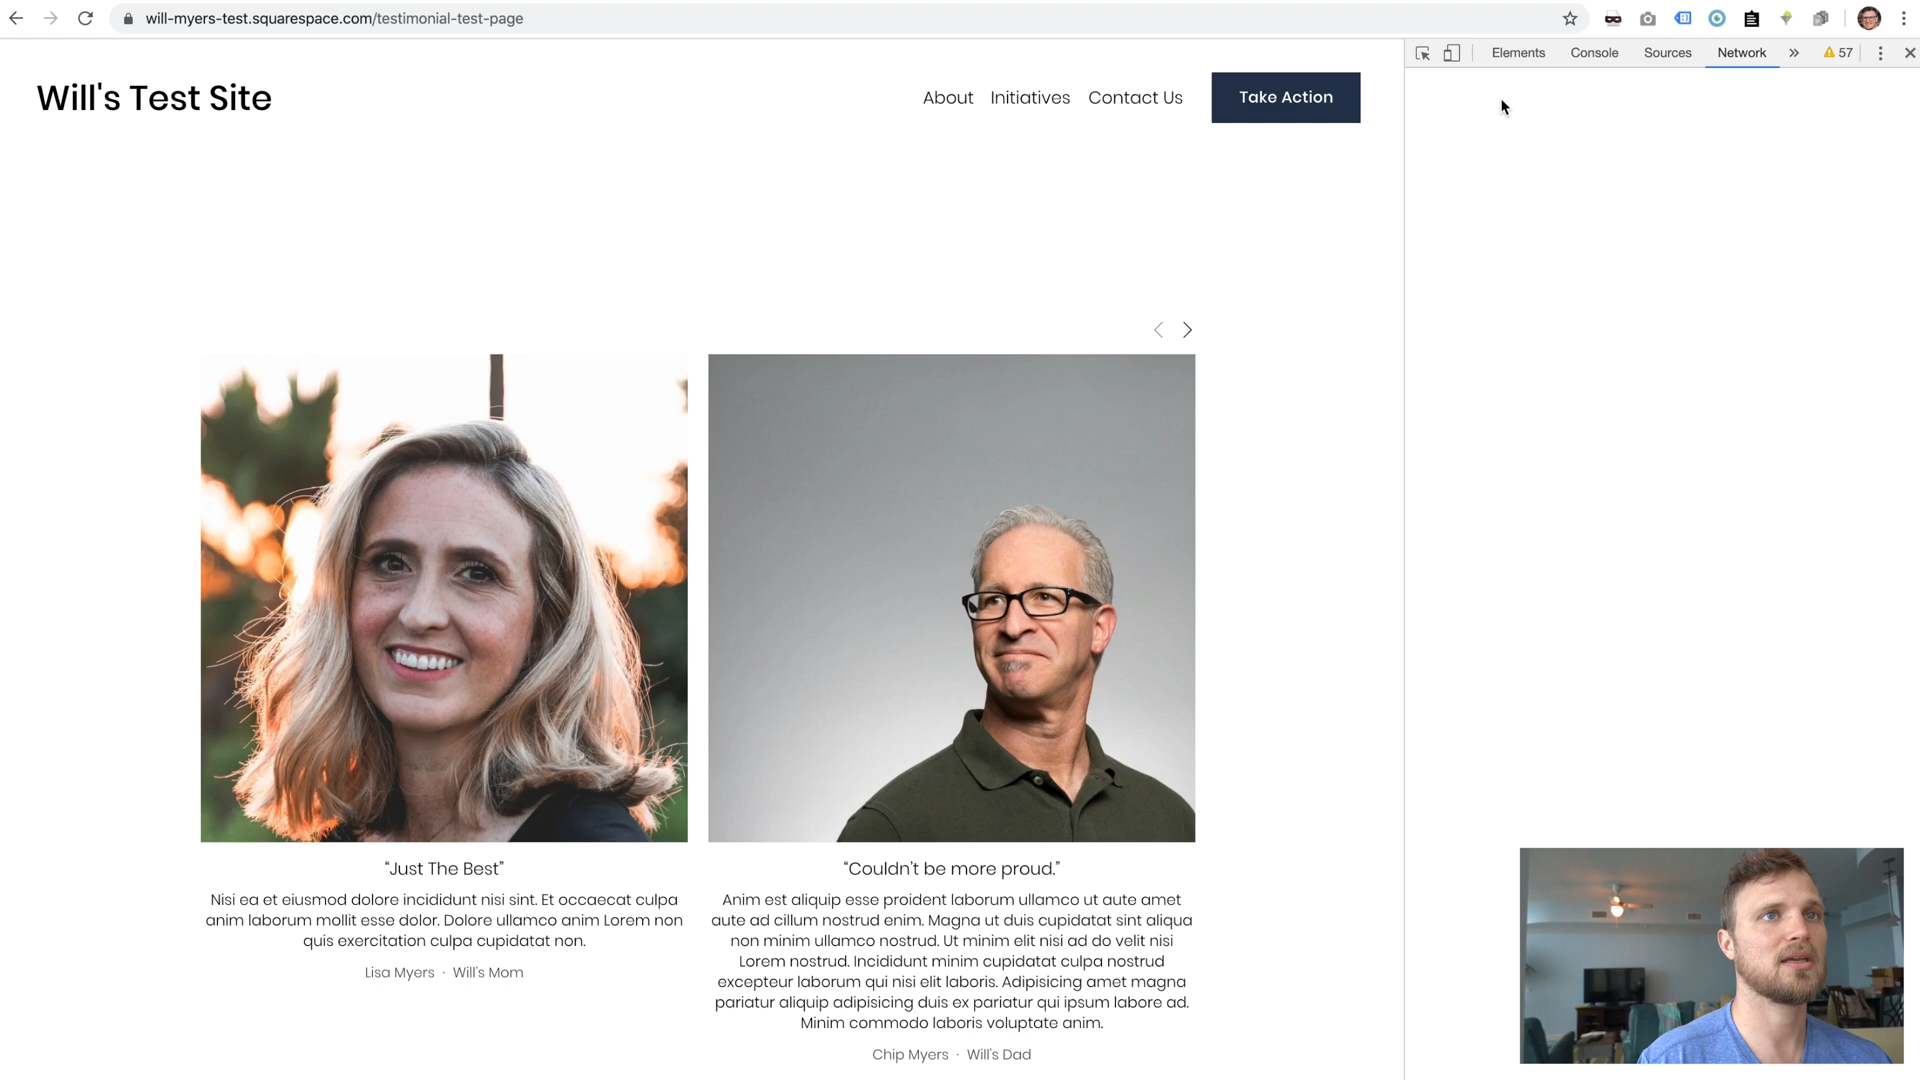 will-myers-test.squarespace.com/testimonial-test-page
Elements Console Sources Network 57
Will's Test Site
About Initiatives Contact Us Take Action
“Just The Best”
Nisi ea et eiusmod dolore incididunt nisi sint. Et occaecat culpa
anim laborum mollit esse dolor. Dolore ullamco anim Lorem non
quis exercitation culpa cupidatat non.
Lisa Myers · Will's Mom
“Couldn’t be more proud.”
Anim est aliquip esse proident laborum ullamco ut aute amet
aute ad cillum nostrud enim. Magna ut duis cupidatat sint aliqua
non minim ullamco nostrud. Ut minim elit nisi ad do velit nisi
Lorem nostrud. Incididunt minim cupidatat culpa nostrud
excepteur laborum qui nisi elit laboris. Adipisicing amet magna
pariatur aliquip adipisicing duis ex pariatur qui ipsum labore ad.
Minim commodo laboris voluptate anim.
Chip Myers · Will's Dad